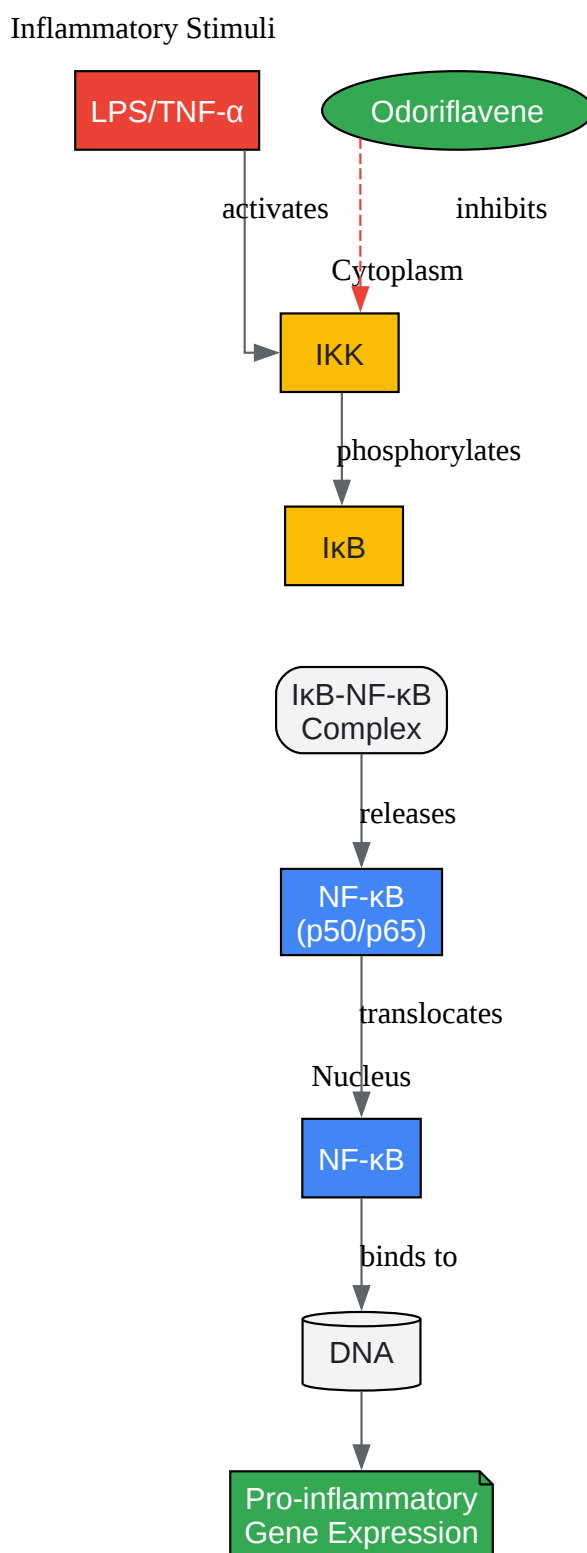 Inflammatory Stimuli
LPS/TNF-α
Odoriflavene
activates
inhibits
Cytoplasm
IKK
phosphorylates
IκB
IκB-NF-κB
Complex
releases
NF-κB
(p50/p65)
translocates
Nucleus
NF-κB
binds to
DNA
Pro-inflammatory
Gene Expression